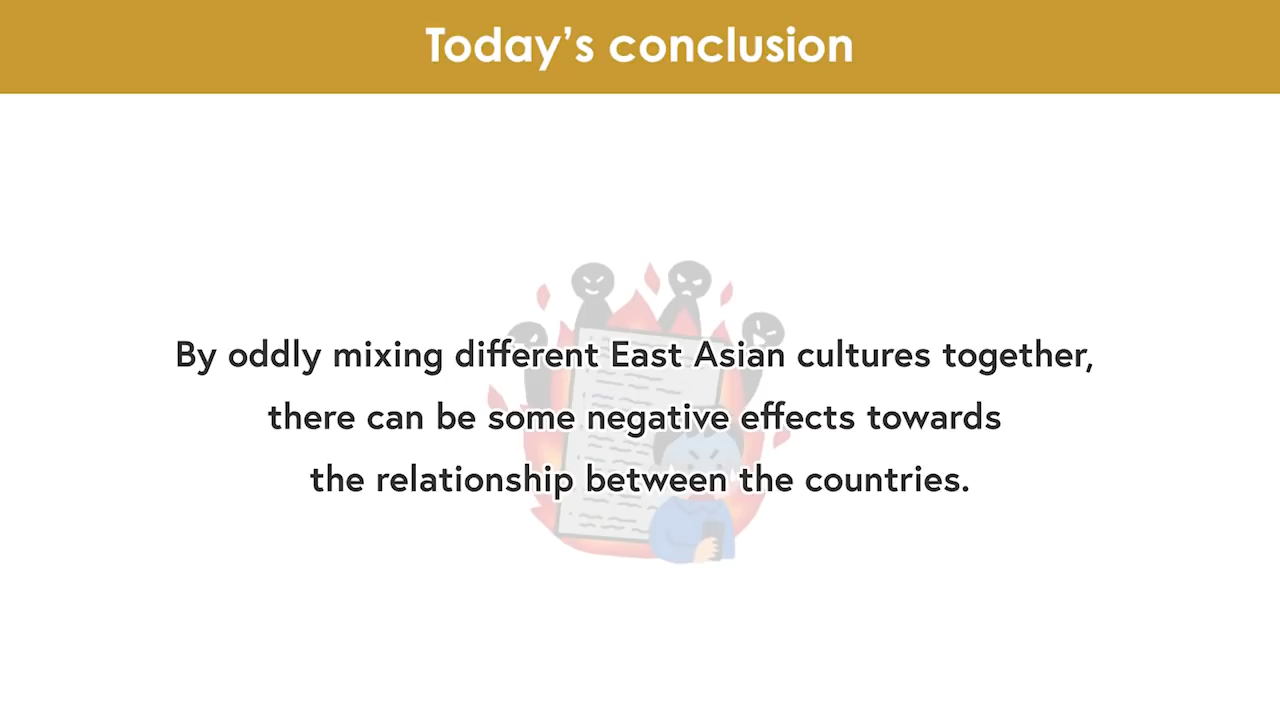 Today’s conclusion
By oddly mixing different East Asian cultures together,
there can be some negative effects towards
the relationship between the countries.